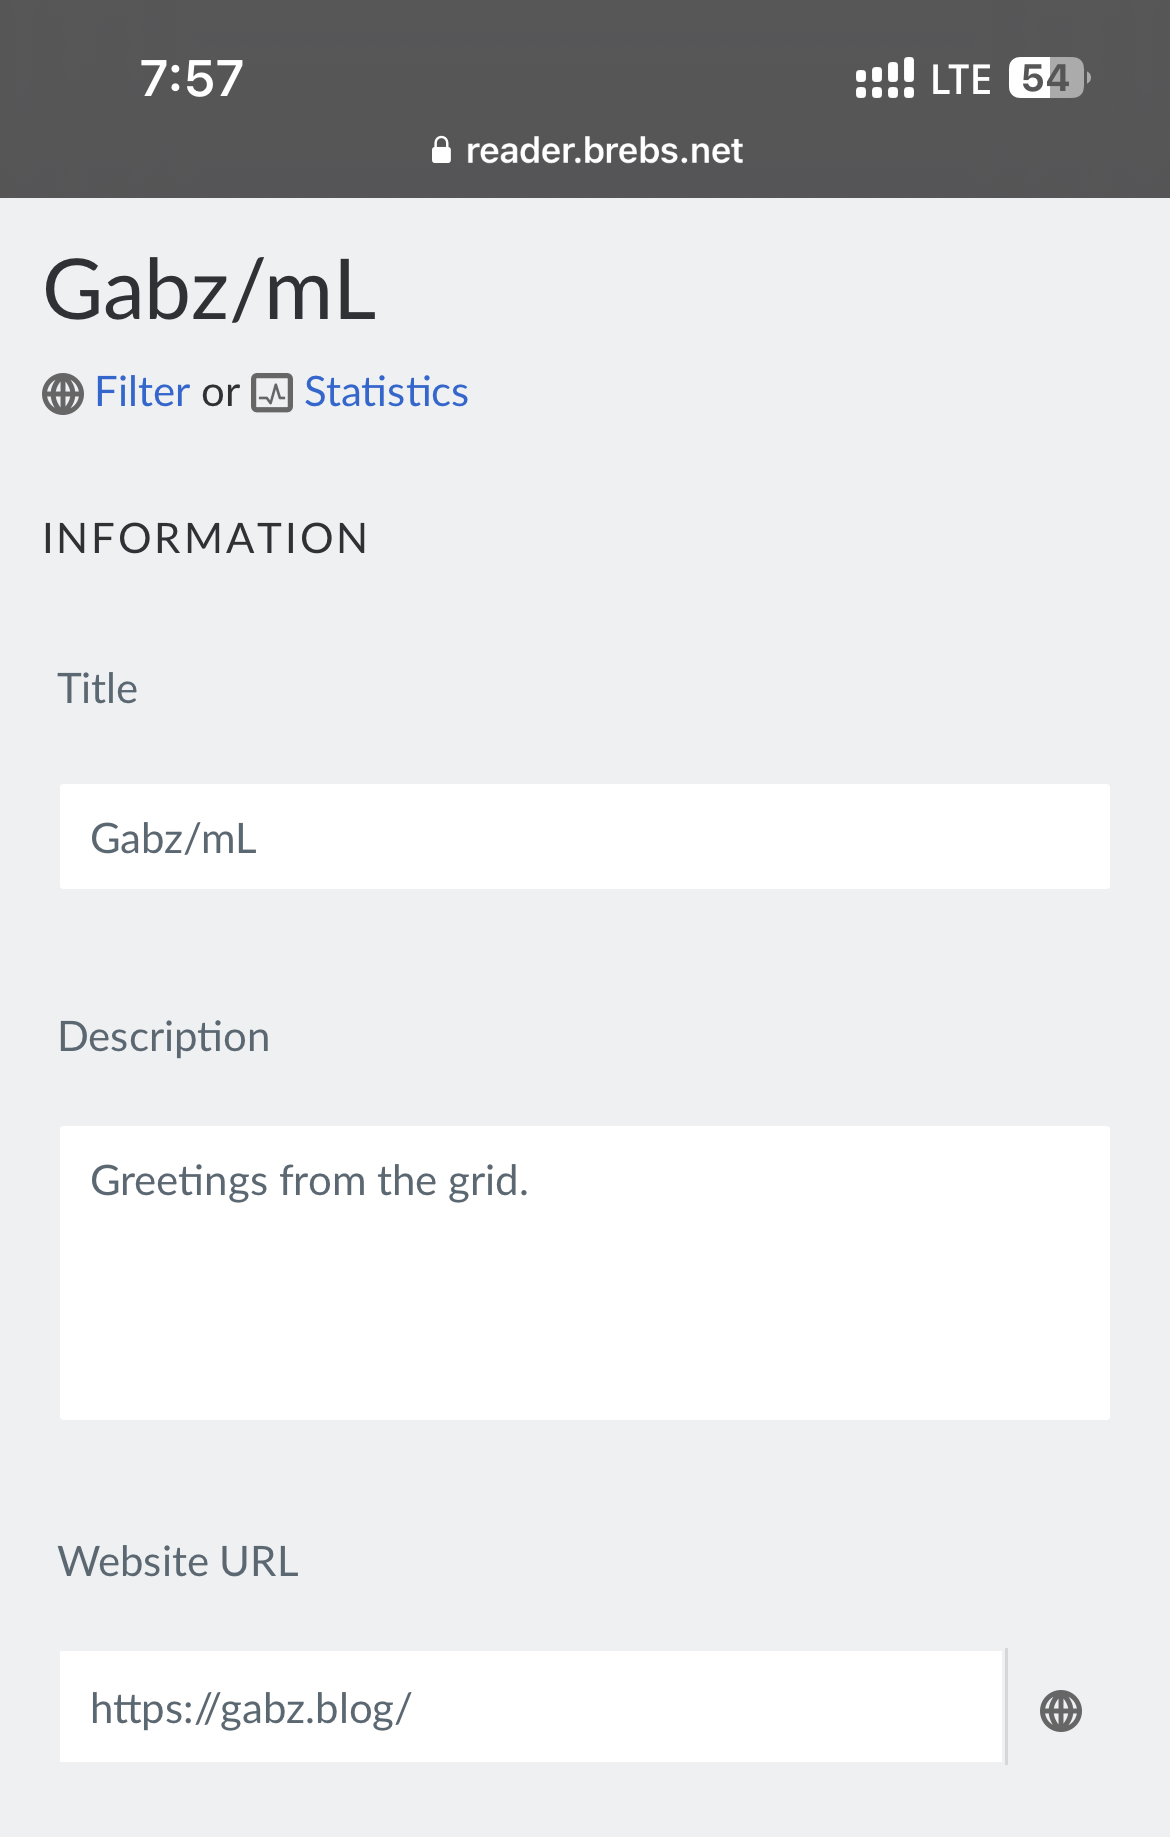 7:57
LTE 54
reader.brebs.net
Gabz/mL
Filter or Statistics
INFORMATION
Title
Gabz/mL
Description
Greetings from the grid.
Website URL
https://gabz.blog/